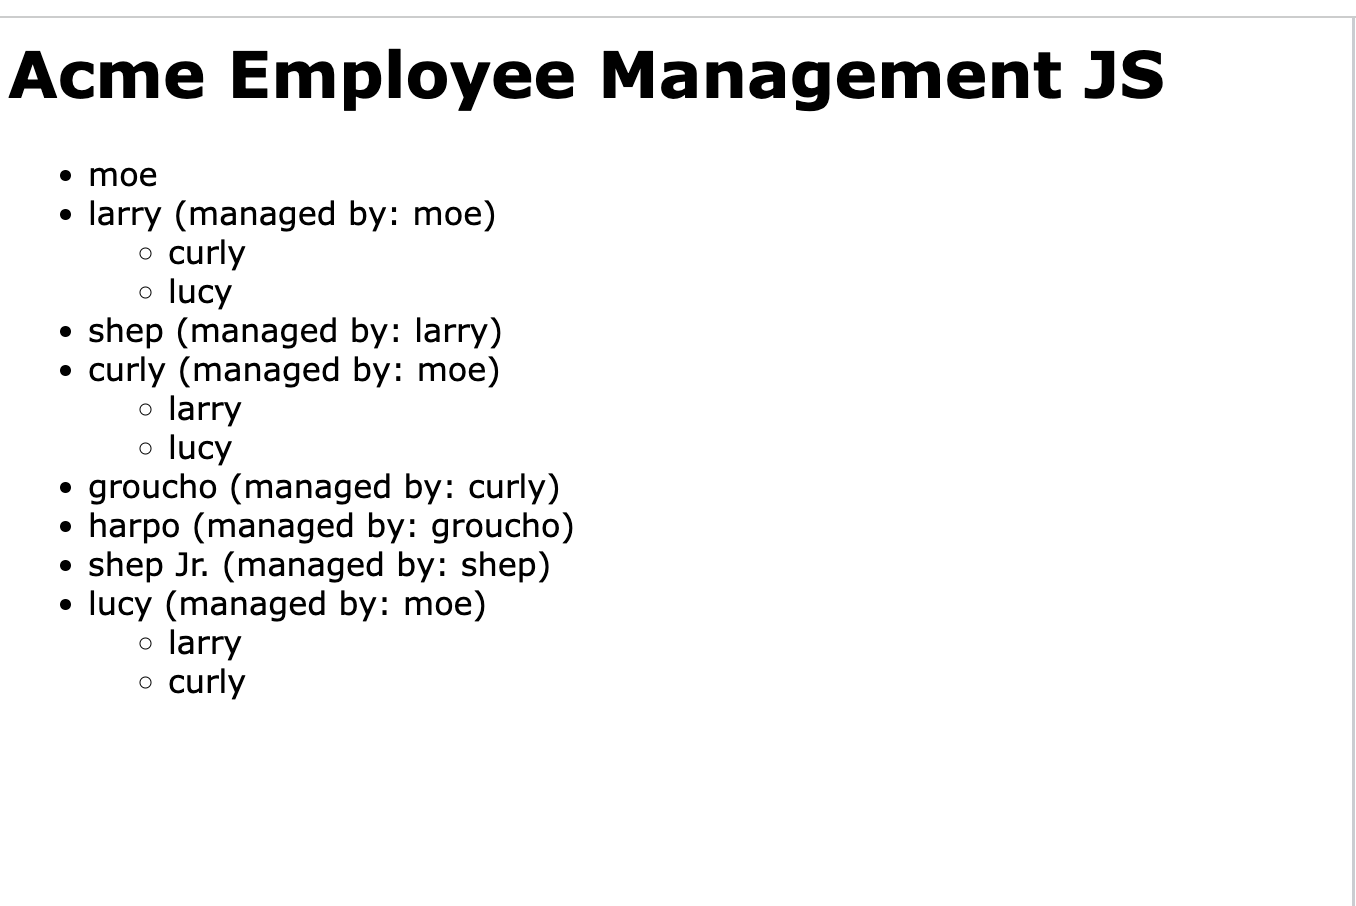 Acme Employee Management JS
moe
larry (managed by: moe)
curly
lucy
shep (managed by: larry)
curly (managed by: moe)
larry
lucy
groucho (managed by: curly)
harpo (managed by: groucho)
shep Jr. (managed by: shep)
lucy (managed by: moe)
larry
curly